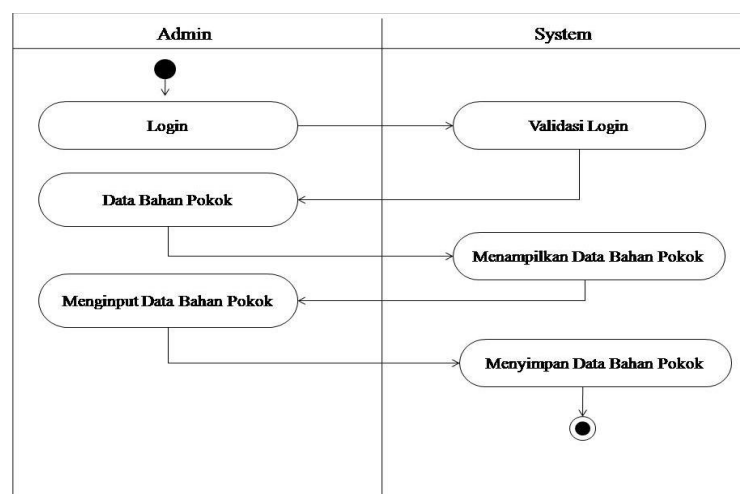 Admin
System
Login
Validasi Login
Data Bahan Pokok
Menampilkan Data Bahan Pokok
Menginput Data Bahan Pokok
Menyimpan Data Bahan Pokok